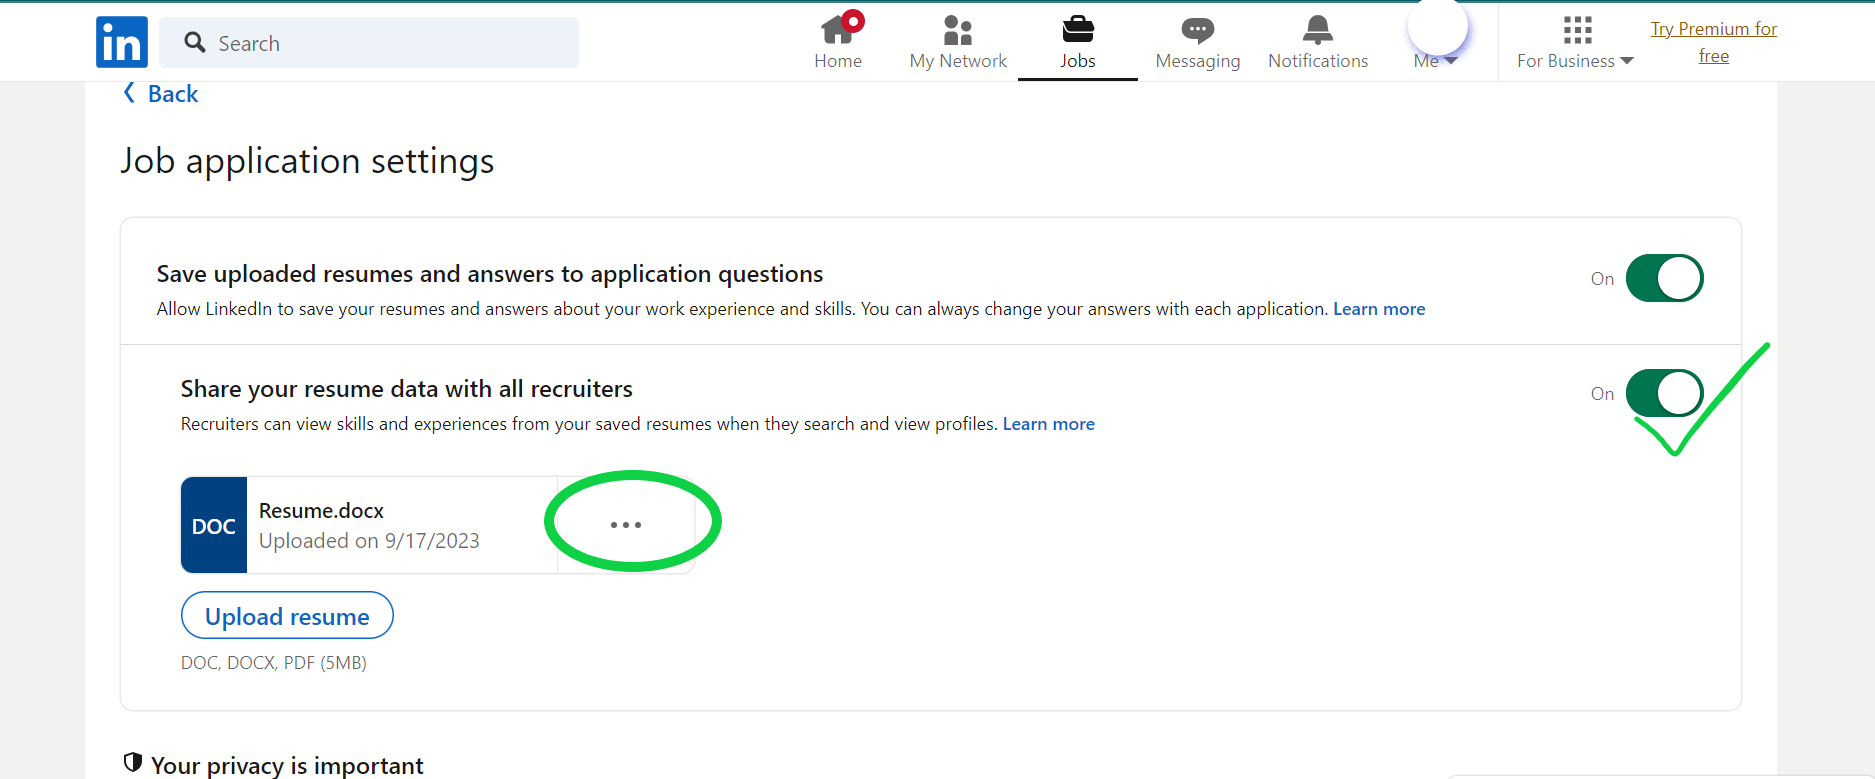 in
Search
Home
My Network
Jobs
Messaging
Notifications
Me
For Business
Try Premium for
free
Back
Job application settings
Save uploaded resumes and answers to application questions
On
Allow LinkedIn to save your resumes and answers about your work experience and skills. You can always change your answers with each application. Learn more
Share your resume data with all recruiters
On
Recruiters can view skills and experiences from your saved resumes when they search and view profiles. Learn more
DOC
Resume.docx
Uploaded on 9/17/2023
Upload resume
DOC, DOCX, PDF (5MB)
Your privacy is important